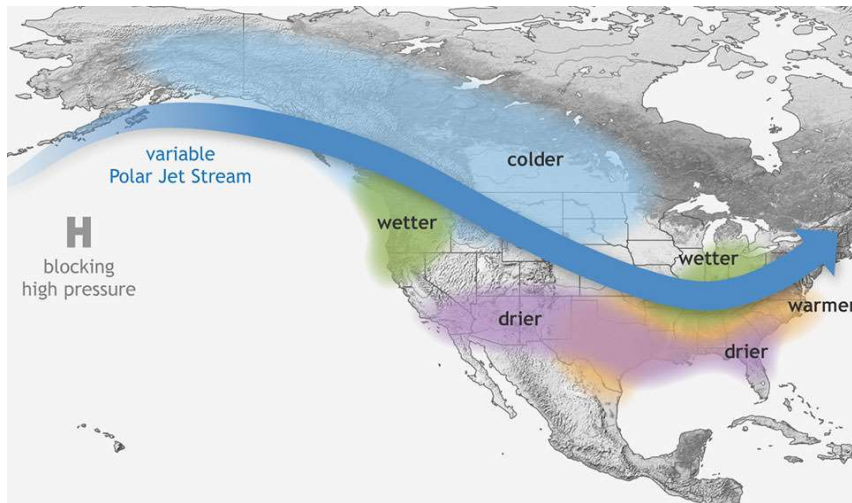 variable
Polar Jet Stream
colder
H
blocking
high pressure
wetter
wetter
warmer
drier
drier